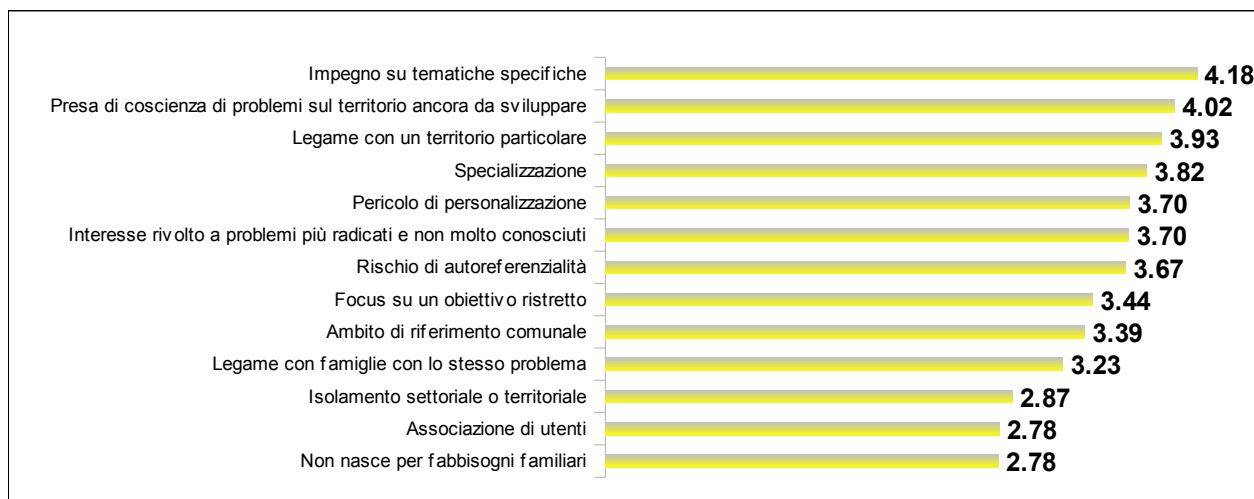 Impegno su tematiche specifiche 4.18
Presa di coscienza di problemi sul territorio ancora da sviluppare 4.02
Legame con un territorio particolare 3.93
Specializzazione 3.82
Pericolo di personalizzazione 3.70
Interesse rivolto a problemi più radicati e non molto conosciuti 3.70
Rischio di autoreferenzialità 3.67
Focus su un obiettivo ristretto 3.44
Ambito di riferimento comunale 3.39
Legame con famiglie con lo stesso problema 3.23
Isolamento settoriale o territoriale 2.87
Associazione di utenti 2.78
Non nasce per fabbisogni familiari 2.78